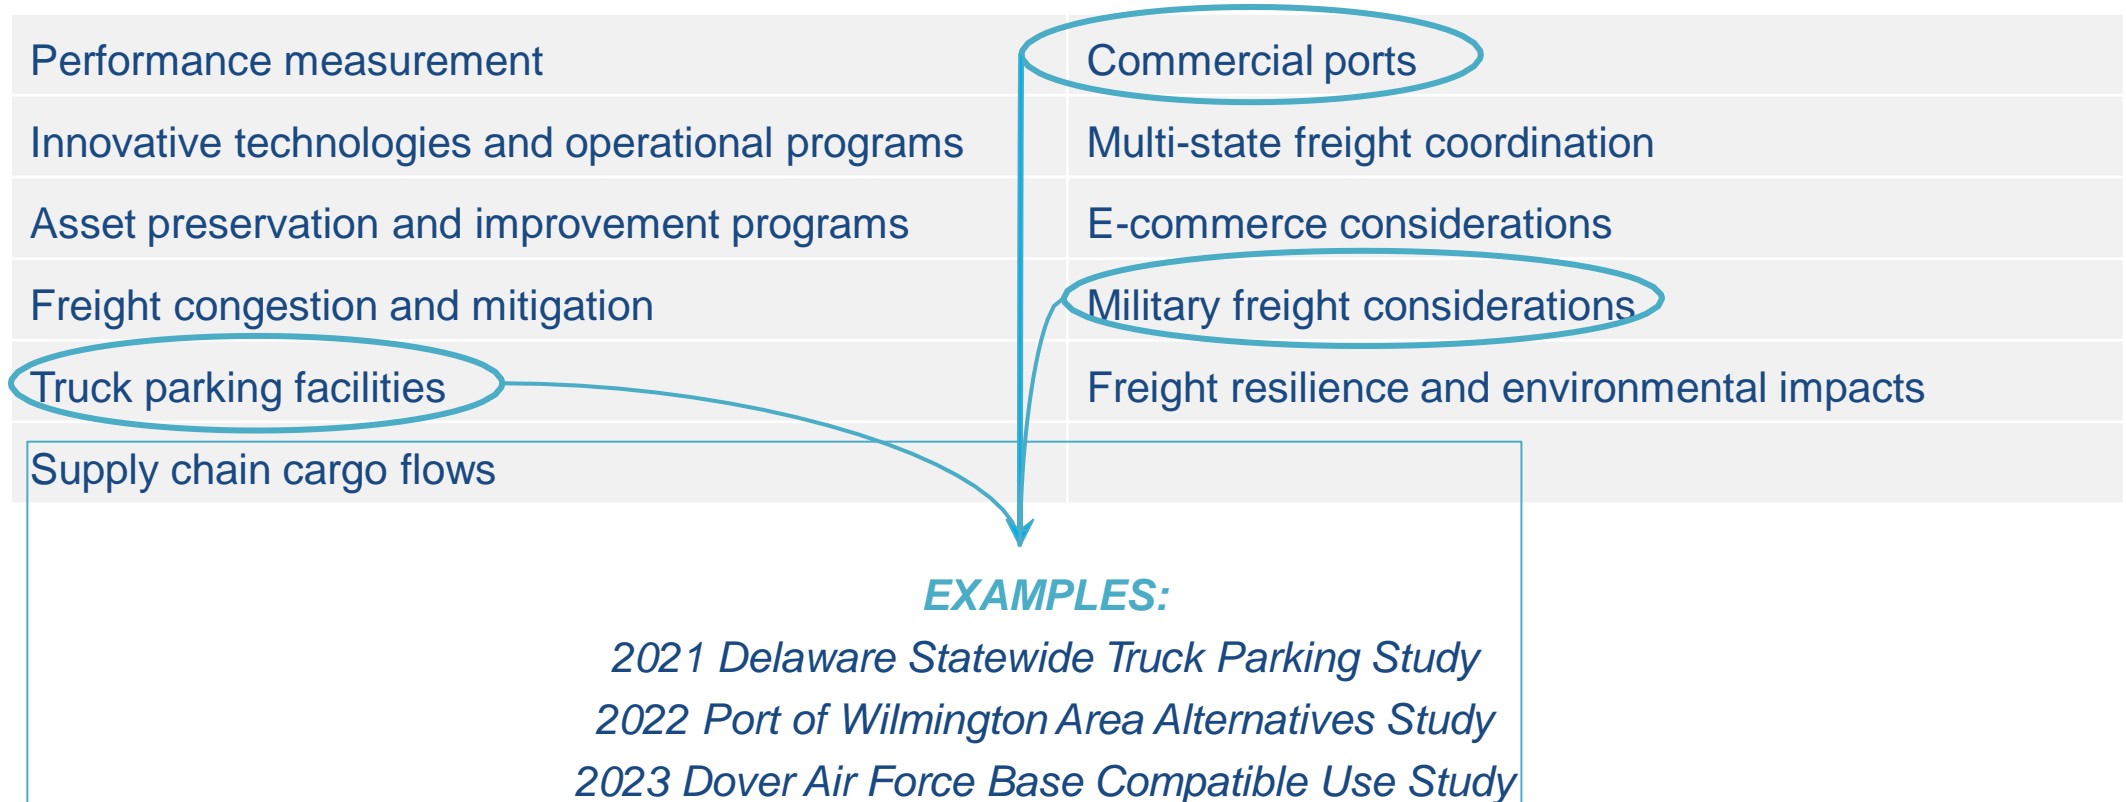 Performance measurement
Commercial ports
Innovative technologies and operational programs
Multi-state freight coordination
Asset preservation and improvement programs
E-commerce considerations
Freight congestion and mitigation
Military freight considerations
Truck parking facilities
Freight resilience and environmental impacts
Supply chain cargo flows
EXAMPLES:
2021 Delaware Statewide Truck Parking Study
2022 Port of Wilmington Area Alternatives Study
2023 Dover Air Force Base Compatible Use Study